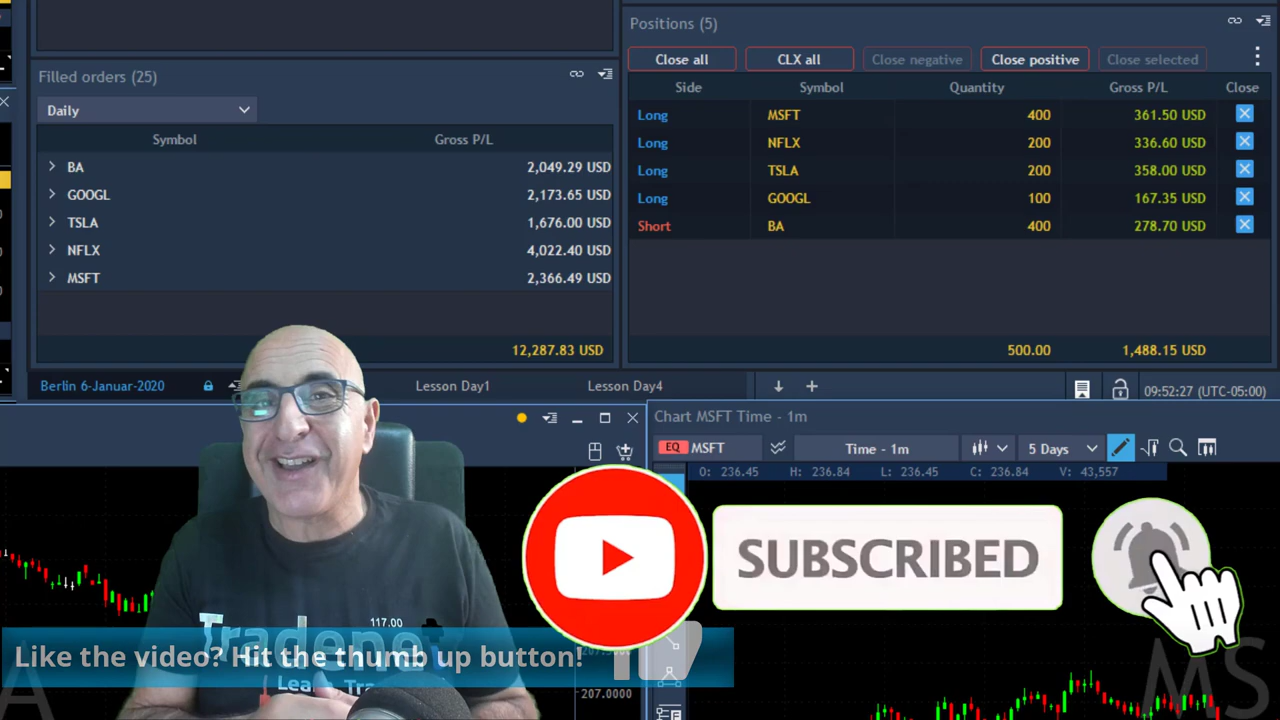 Positions (5)
Close all
CLX all
Close negative
Close positive
Close selected
Side Symbol Quantity Gross P/L Close
Long MSFT 400 361.50 USD
Long NFLX 200 336.60 USD
Long TSLA 200 358.00 USD
Long GOOGL 100 167.35 USD
Short BA 400 278.70 USD
500.00 1,488.15 USD
Filled orders (25)
Daily
Symbol Gross P/L
BA 2,049.29 USD
GOOGL 2,173.65 USD
TSLA 1,676.00 USD
NFLX 4,022.40 USD
MSFT 2,366.49 USD
12,287.83 USD
Berlin 6-Januar-2020 Lesson Day1 Lesson Day4 09:52:27 (UTC-05:00)
Chart MSFT Time - 1m
EQ MSFT Time - 1m 5 Days
O: 236.45 H: 236.84 L: 236.45 C: 236.84 V: 43,557
SUBSCRIBED
117.00
Tradene
Like the video? Hit the thumb up button!
207.0000
MS